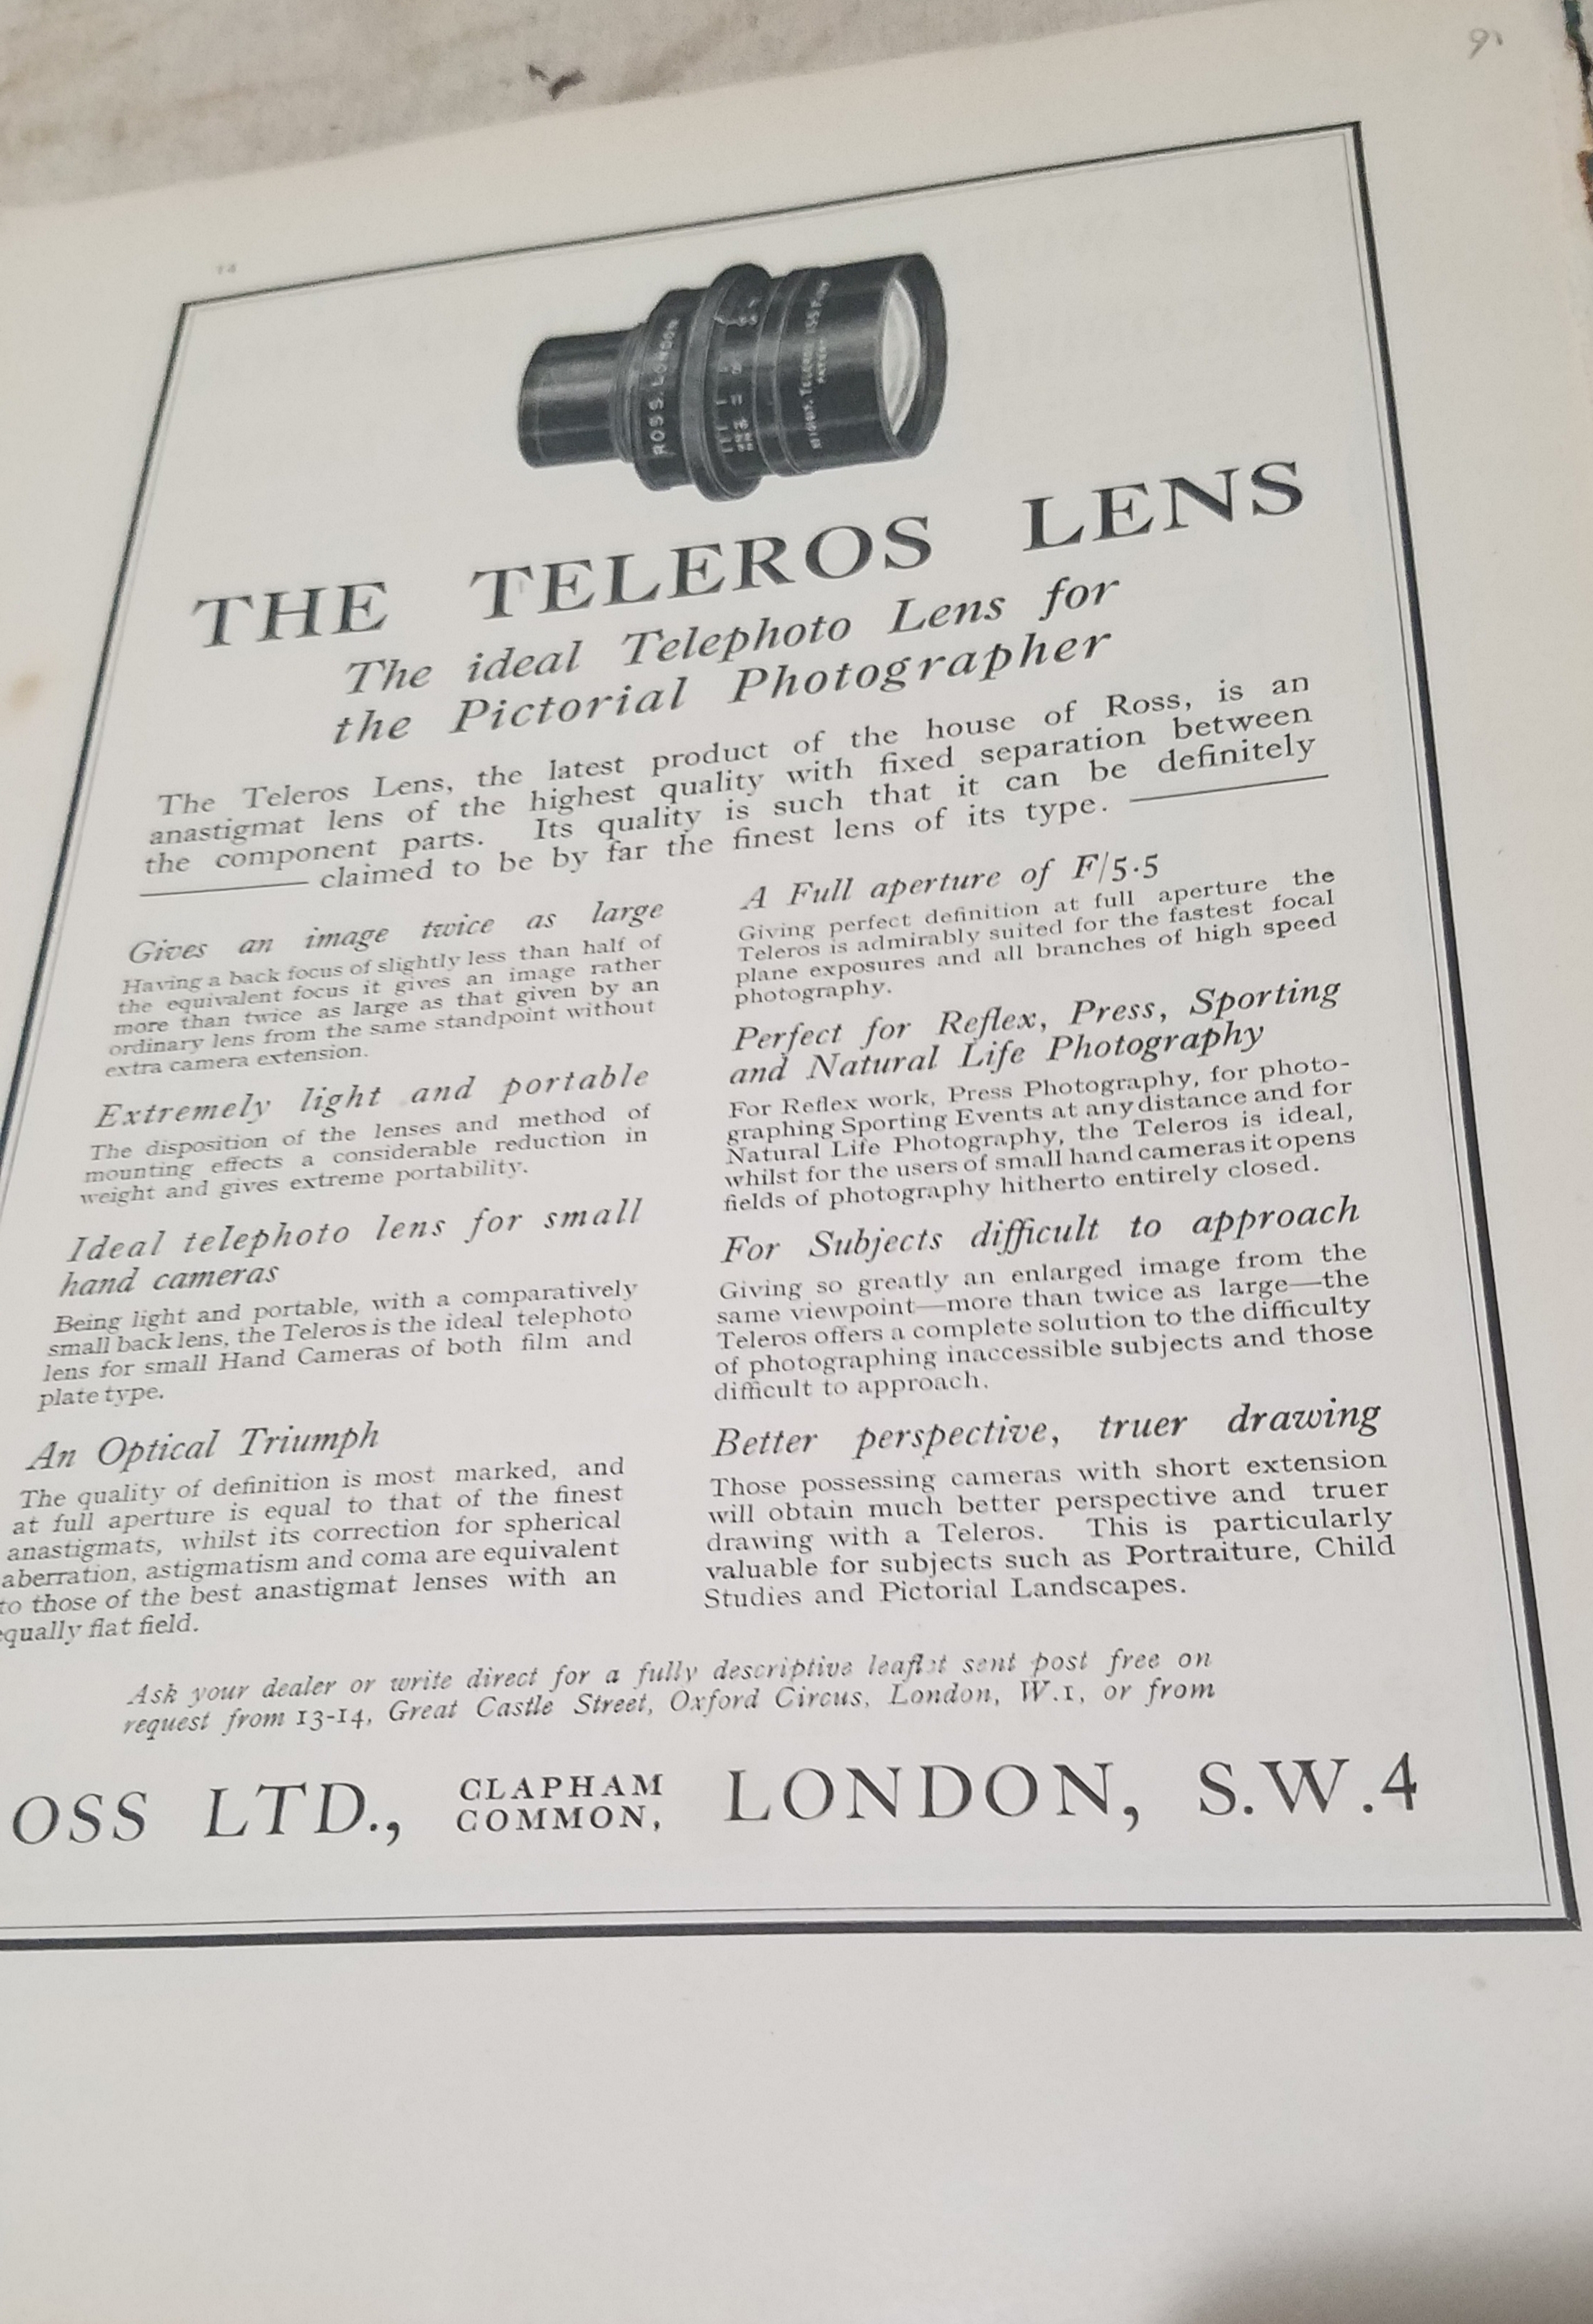 THE TELEROS LENS
The ideal Telephoto Lens for
the Pictorial Photographer
The Teleros Lens, the latest product of the house of Ross, is an
anastigmat lens of the highest quality with fixed separation between
the component parts. Its quality is such that it can be definitely
claimed to be by far the finest lens of its type.
Gives an image twice as large
Having a back focus of slightly less than half of
the equivalent focus it gives an image rather
more than twice as large as that given by an
ordinary lens from the same standpoint without
extra camera extension.
Extremely light and portable
The disposition of the lenses and method of
mounting effects a considerable reduction in
weight and gives extreme portability.
Ideal telephoto lens for small
hand cameras
Being light and portable, with a comparatively
small back lens, the Teleros is the ideal telephoto
lens for small Hand Cameras of both film and
plate type.
An Optical Triumph
The quality of definition is most marked, and
at full aperture is equal to that of the finest
anastigmats, whilst its correction for spherical
aberration, astigmatism and coma are equivalent
to those of the best anastigmat lenses with an
equally flat field.
A Full aperture of F/5·5
Giving perfect definition at full aperture the
Teleros is admirably suited for the fastest focal
plane exposures and all branches of high speed
photography.
Perfect for Reflex, Press, Sporting
and Natural Life Photography
For Reflex work, Press Photography, for photo-
graphing Sporting Events at any distance and for
Natural Life Photography, the Teleros is ideal,
whilst for the users of small hand cameras it opens
fields of photography hitherto entirely closed.
For Subjects difficult to approach
Giving so greatly an enlarged image from the
same viewpoint—more than twice as large—the
Teleros offers a complete solution to the difficulty
of photographing inaccessible subjects and those
difficult to approach.
Better perspective, truer drawing
Those possessing cameras with short extension
will obtain much better perspective and truer
drawing with a Teleros. This is particularly
valuable for subjects such as Portraiture, Child
Studies and Pictorial Landscapes.
Ask your dealer or write direct for a fully descriptive leaflet sent post free on
request from 13-14, Great Castle Street, Oxford Circus, London, W.1, or from
OSS LTD., CLAPHAM COMMON, LONDON, S.W.4
ROSS. LONDON